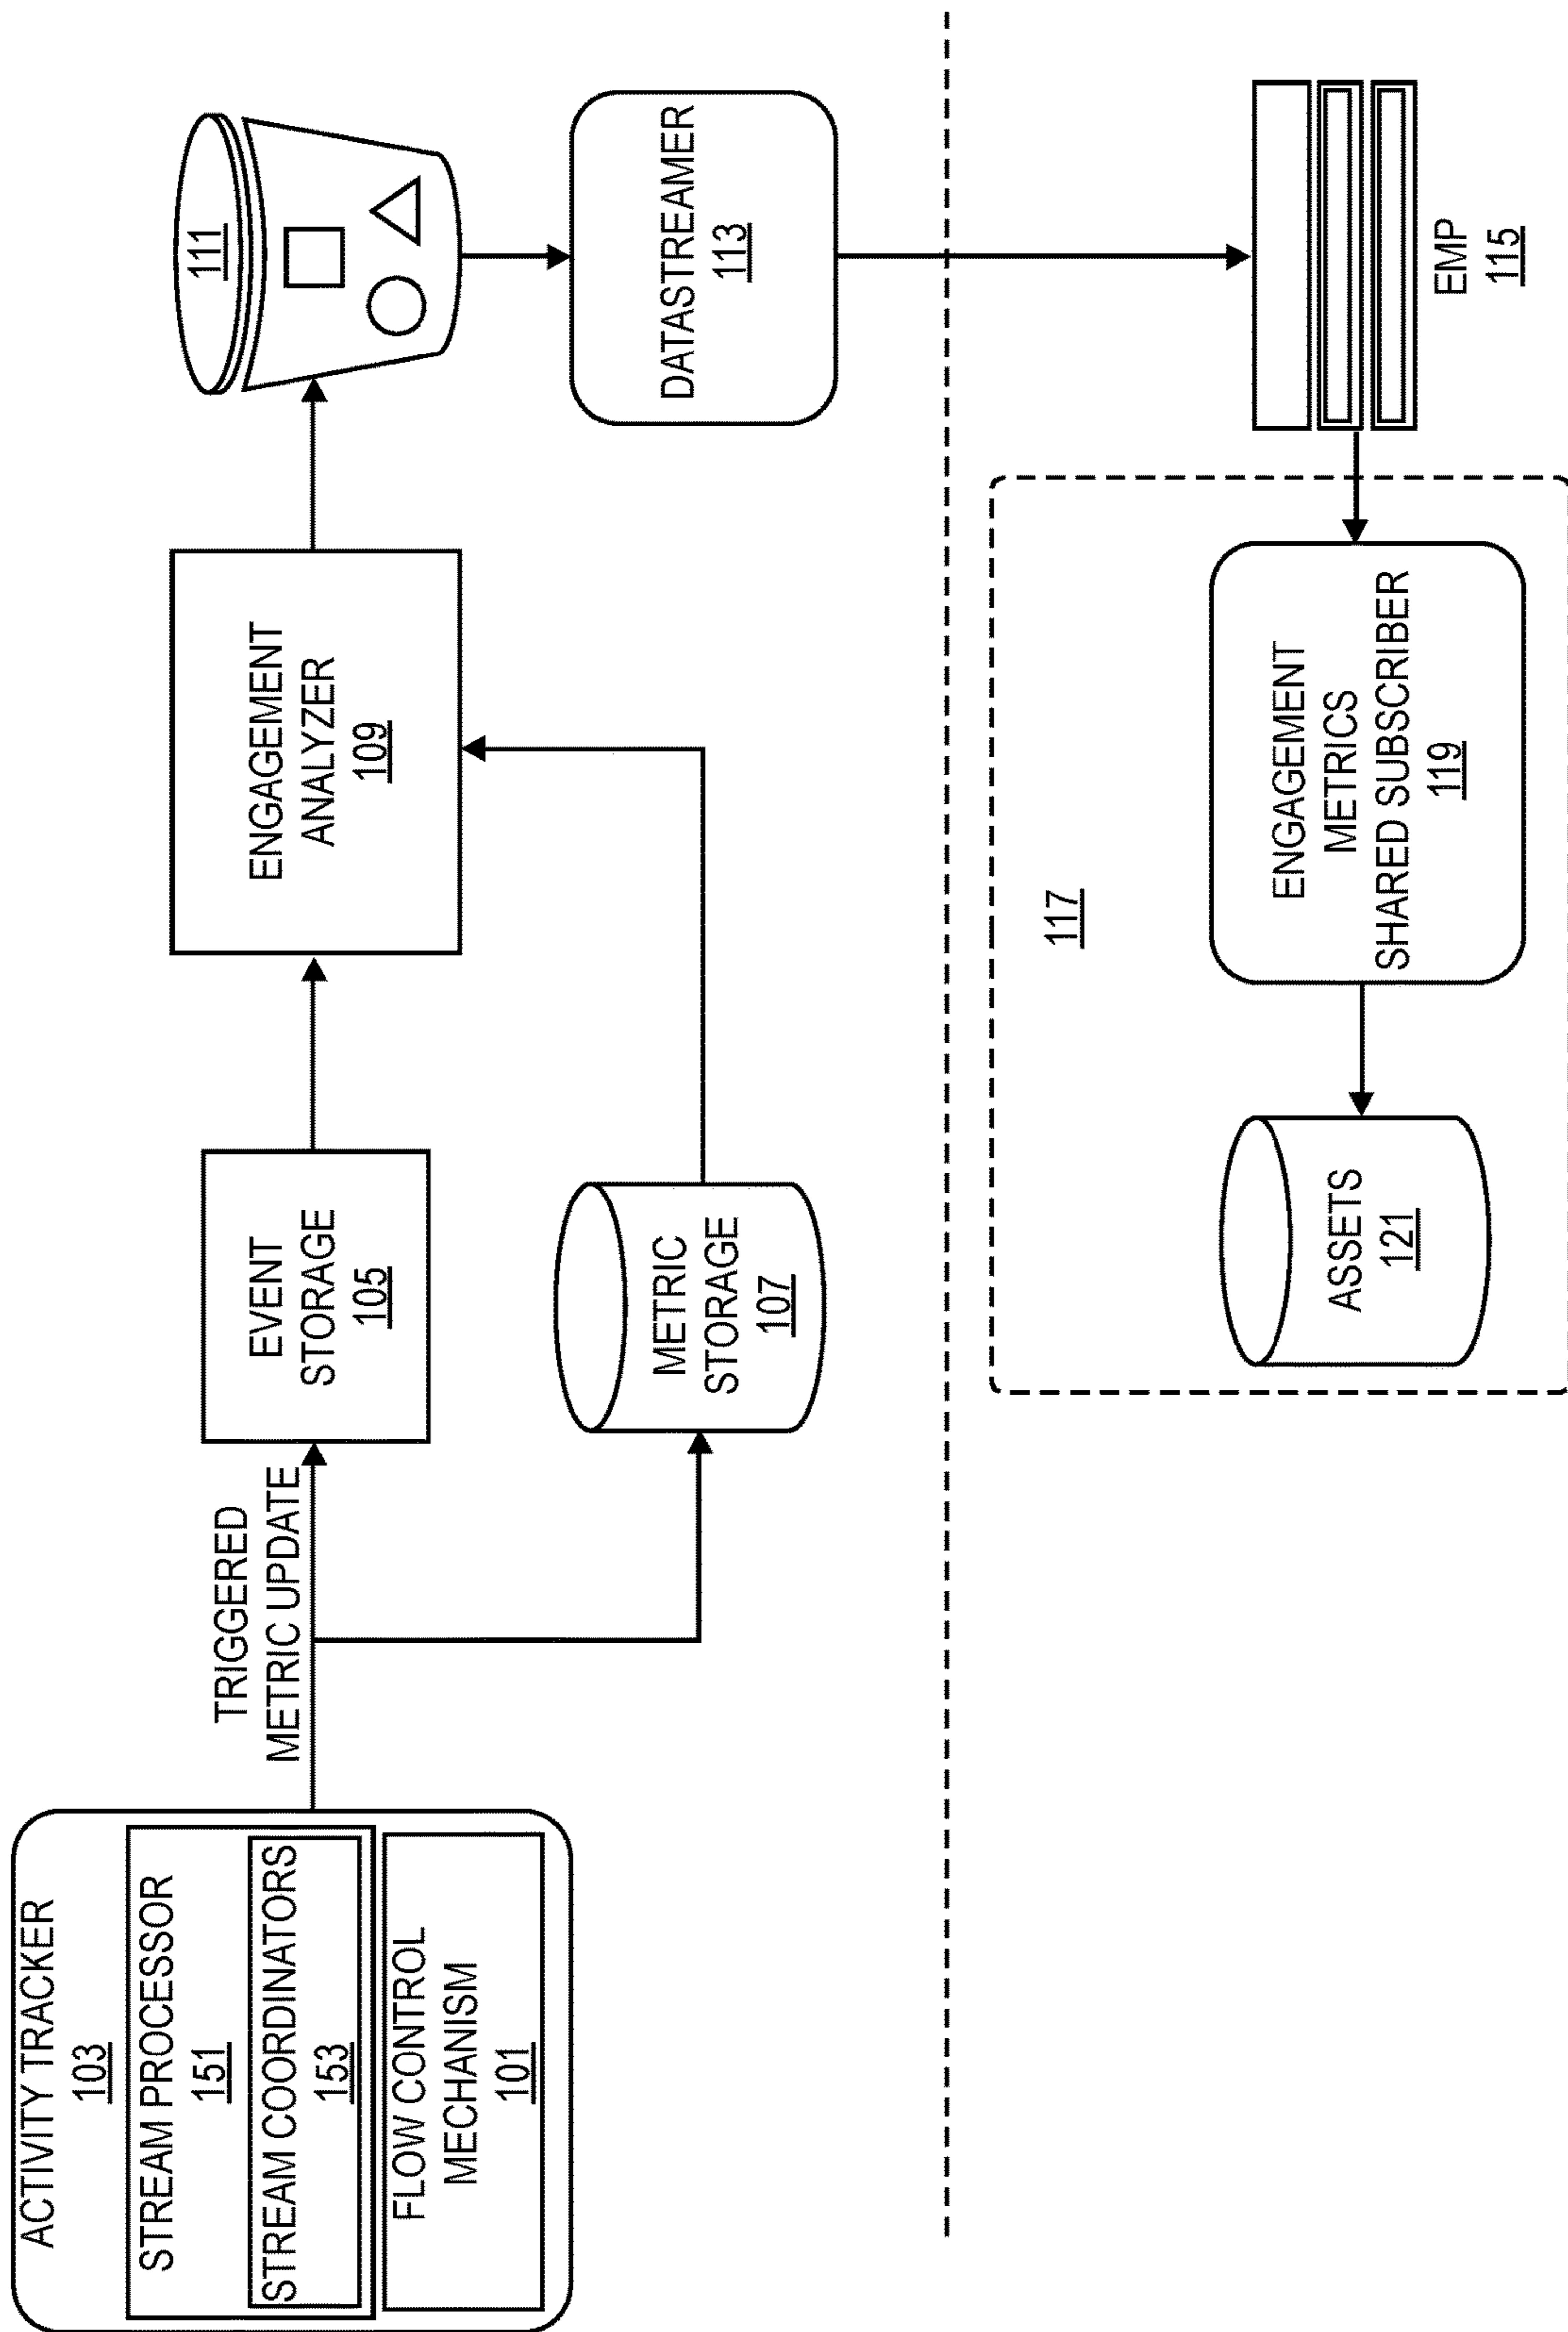 ACTIVITY TRACKER
103
STREAM PROCESSOR
151
STREAM COORDINATORS
153
FLOW CONTROL
MECHANISM
101
TRIGGERED
METRIC UPDATE
EVENT
STORAGE
105
METRIC
STORAGE
107
ENGAGEMENT
ANALYZER
109
111
DATASTREAMER
113
EMP
115
117
ENGAGEMENT
METRICS
SHARED SUBSCRIBER
119
ASSETS
121